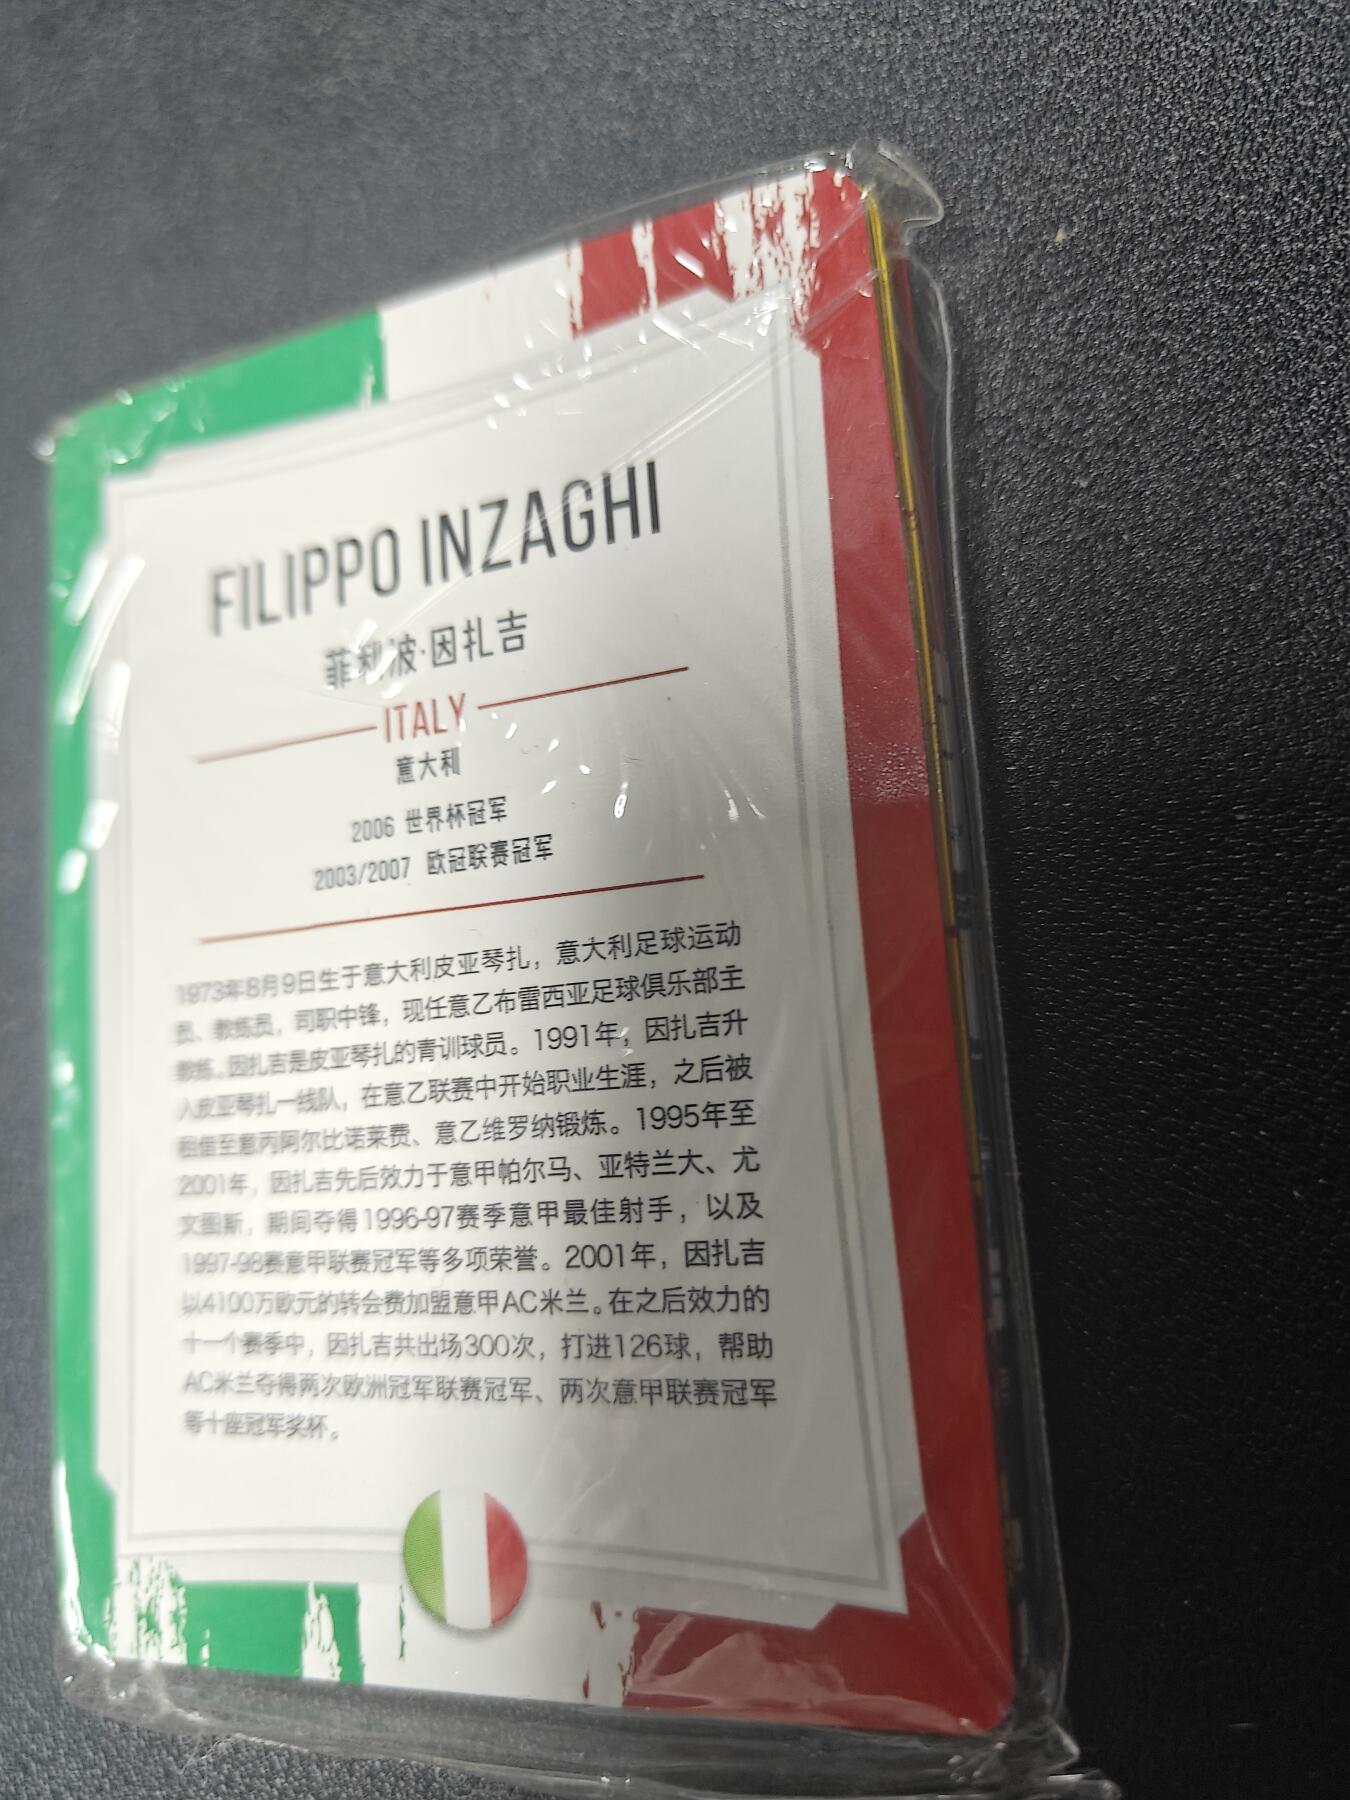 FILIPPO INZAGHI
菲利波·因扎吉
ITALY
意大利
2006 世界杯冠军
2003/2007 欧冠联赛冠军
1973年8月9日生于意大利皮亚琴扎，意大利足球运动
员、教练员，司职中锋，现任意乙布雷西亚足球俱乐部主
教练。因扎吉是皮亚琴扎的青训球员。1991年，因扎吉升
入皮亚琴扎一线队，在意乙联赛中开始职业生涯，之后被
租借至意丙阿尔比诺莱费、意乙维罗纳锻炼。1995年至
2001年，因扎吉先后效力于意甲帕尔马、亚特兰大、尤
文图斯，期间夺得1996-97赛季意甲最佳射手，以及
1997-98赛意甲联赛冠军等多项荣誉。2001年，因扎吉
以4100万欧元的转会费加盟意甲AC米兰。在之后效力的
十一个赛季中，因扎吉共出场300次，打进126球，帮助
AC米兰夺得两次欧洲冠军联赛冠军、两次意甲联赛冠军
等十座冠军奖杯。